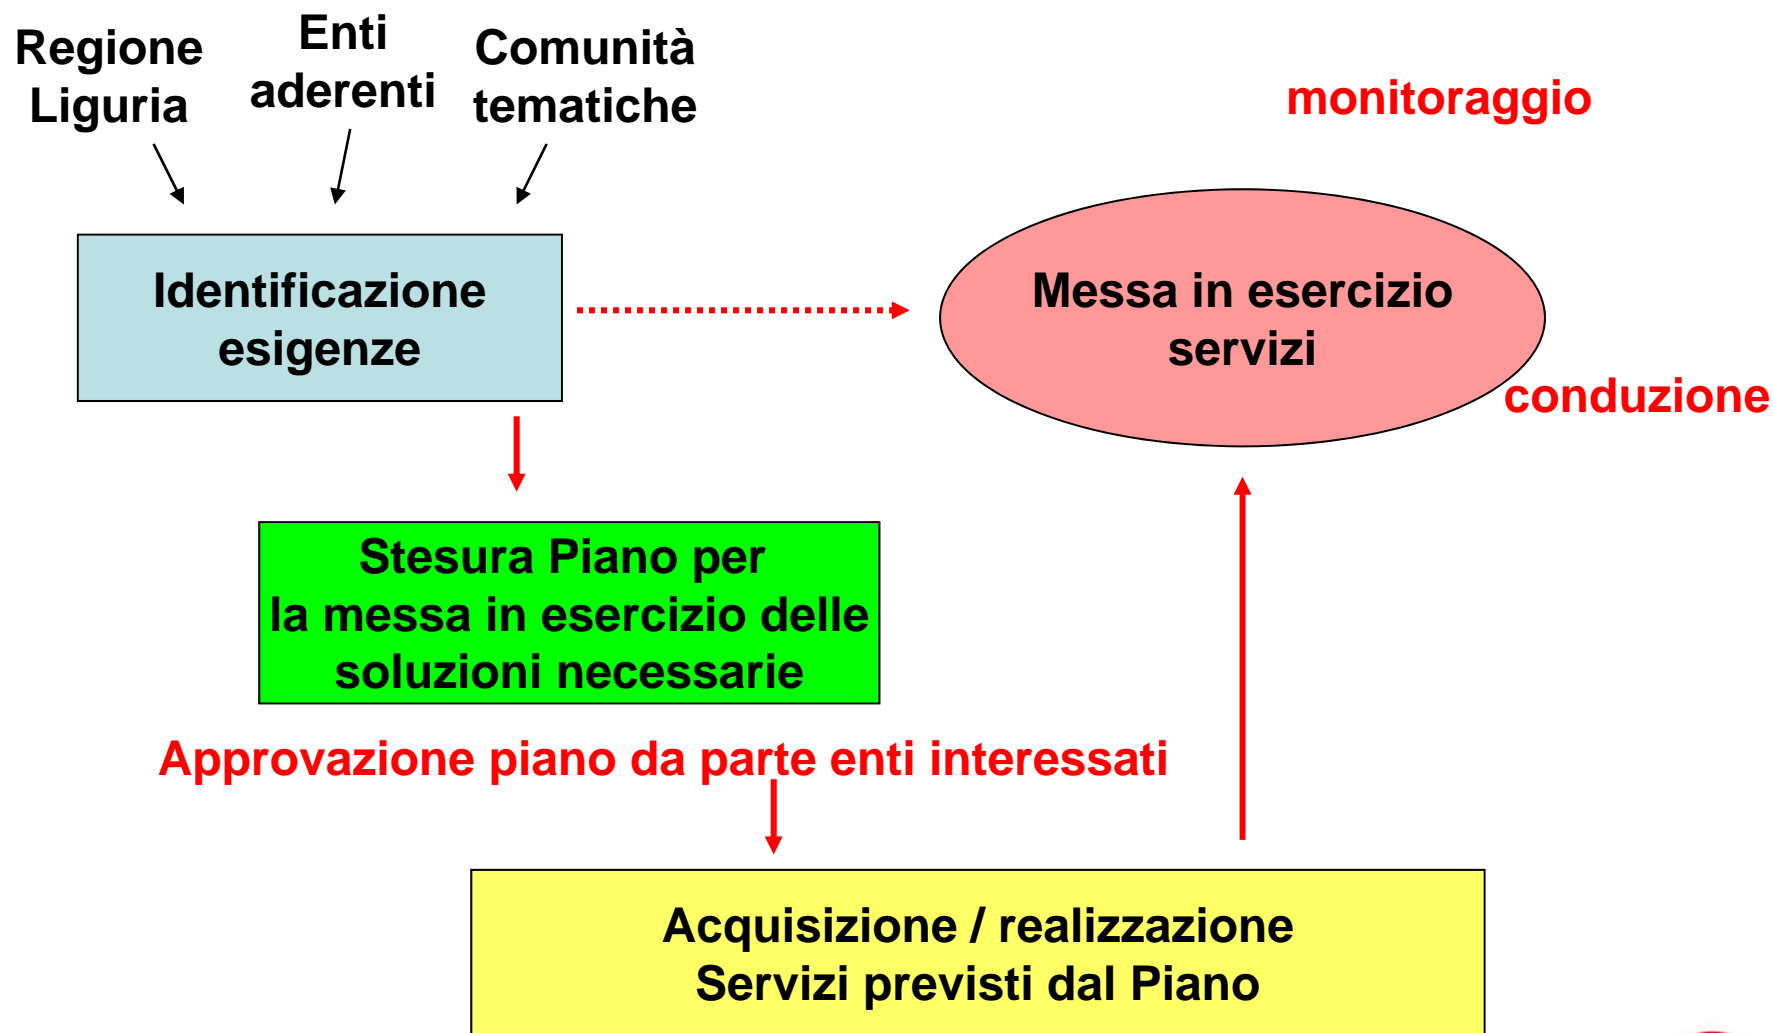 Regione
Liguria
Enti
aderenti
Comunità
tematiche
monitoraggio
Identificazione
esigenze
Messa in esercizio
servizi
conduzione
Stesura Piano per
la messa in esercizio delle
soluzioni necessarie
Approvazione piano da parte enti interessati
Acquisizione / realizzazione
Servizi previsti dal Piano